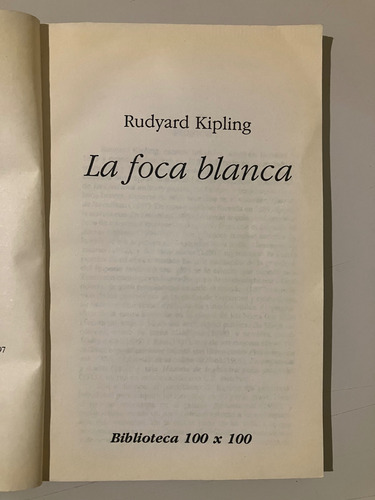 Rudyard Kipling
La foca blanca
Biblioteca 100 x 100